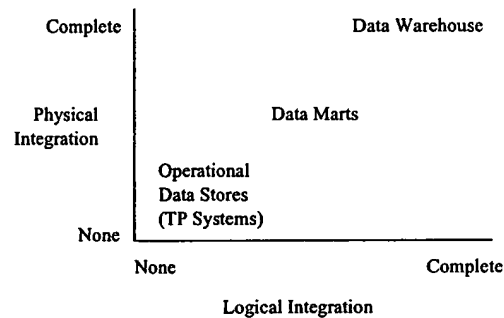 Complete
Data Warehouse
Physical
Integration
Data Marts
Operational
Data Stores
(TP Systems)
None
None
Complete
Logical Integration